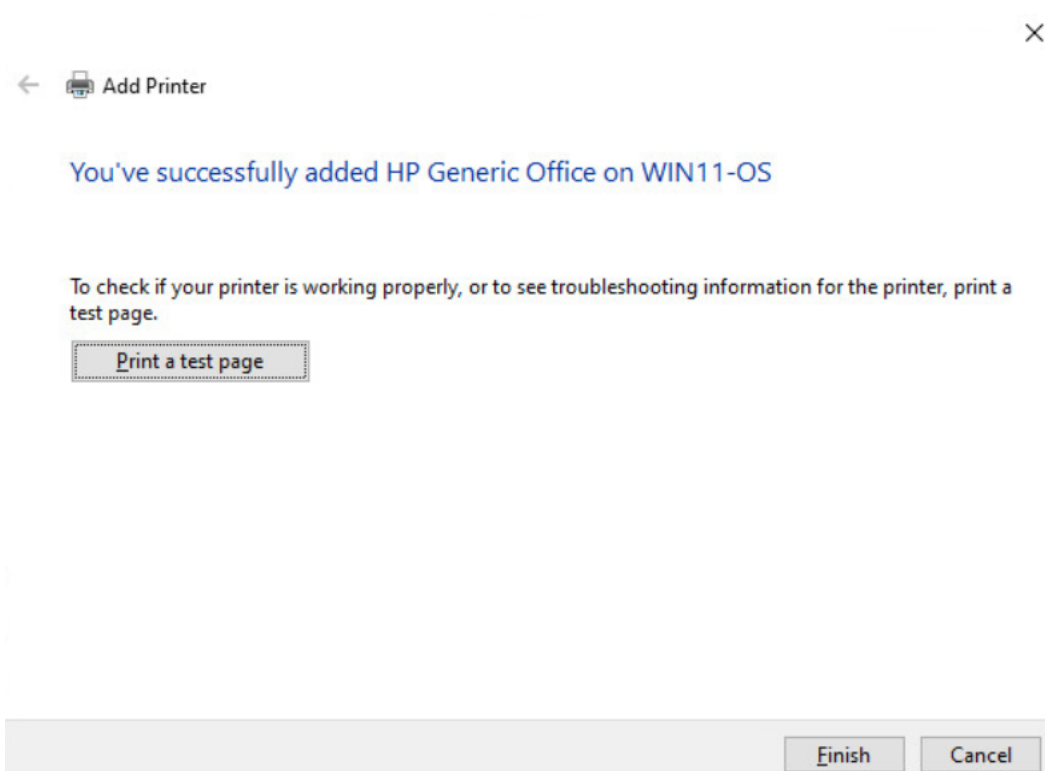 Add Printer
You've successfully added HP Generic Office on WIN11-OS
To check if your printer is working properly, or to see troubleshooting information for the printer, print a
test page.
Print a test page
Finish
Cancel